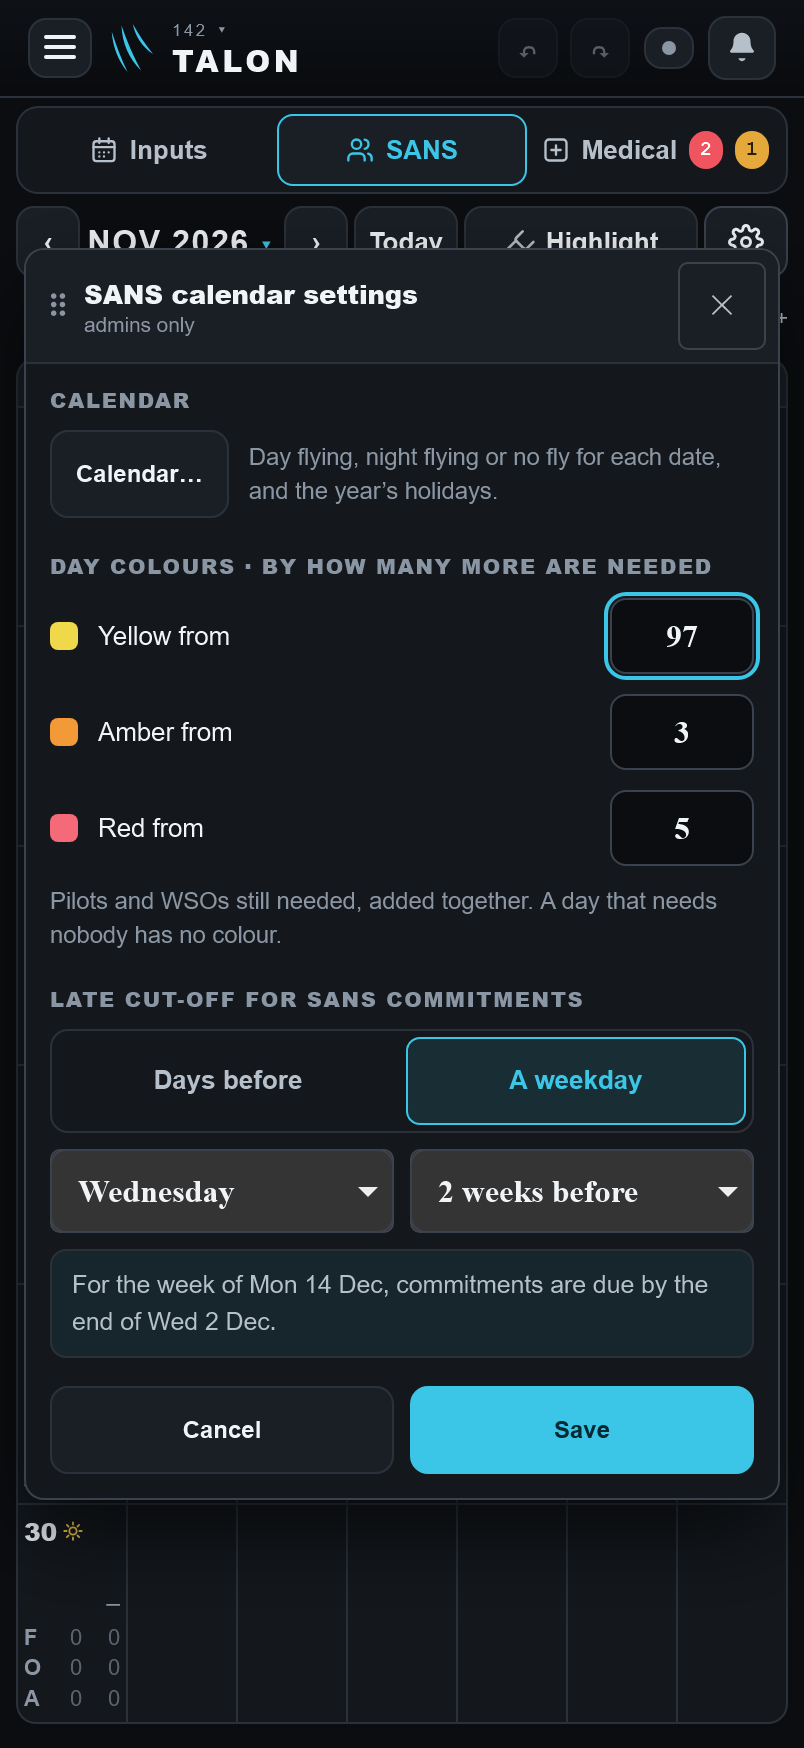 142 ▾
TALON
Inputs
SANS
Medical 2 1
‹ NOV 2026 ▾ › Today Highlight
SANS calendar settings
admins only
CALENDAR
Calendar…
Day flying, night flying or no fly for each date,
and the year’s holidays.
DAY COLOURS · BY HOW MANY MORE ARE NEEDED
Yellow from 97
Amber from 3
Red from 5
Pilots and WSOs still needed, added together. A day that needs
nobody has no colour.
LATE CUT-OFF FOR SANS COMMITMENTS
Days before
A weekday
Wednesday
2 weeks before
For the week of Mon 14 Dec, commitments are due by the
end of Wed 2 Dec.
Cancel
Save
30
–
F 0 0
O 0 0
A 0 0